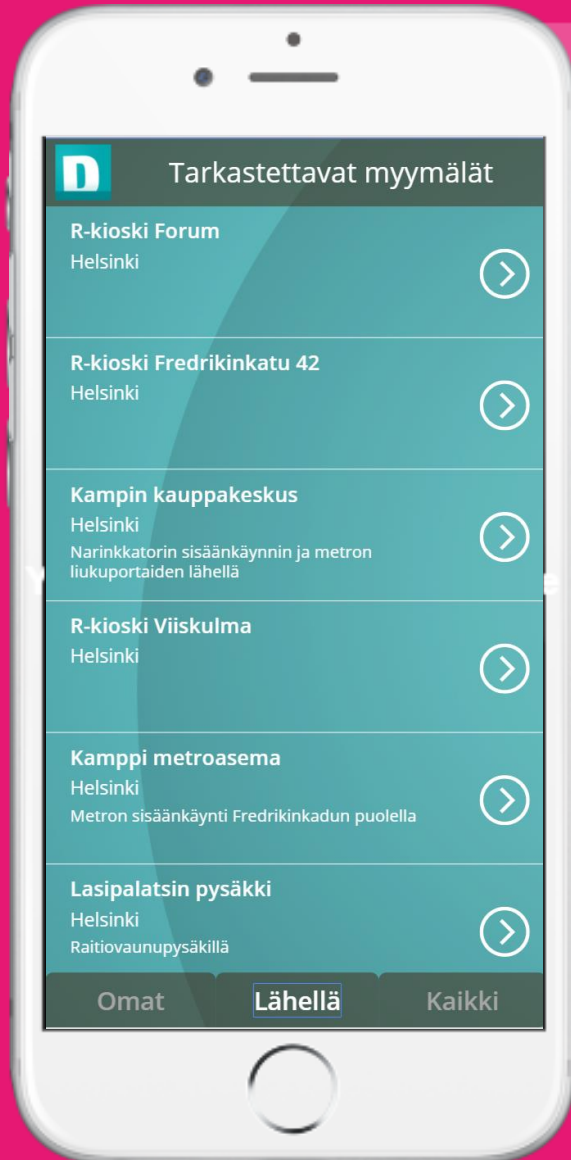 D
Tarkastettavat myymälät
R-kioski Forum
Helsinki
R-kioski Fredrikinkatu 42
Helsinki
Kampin kauppakeskus
Helsinki
Narinkkatorin sisäänkäynnin ja metron
liukuportaiden lähellä
R-kioski Viiskulma
Helsinki
Kamppi metroasema
Helsinki
Metron sisäänkäynti Fredrikinkadun puolella
Lasipalatsin pysäkki
Helsinki
Raitiovaunupysäkillä
Omat Lähellä Kaikki